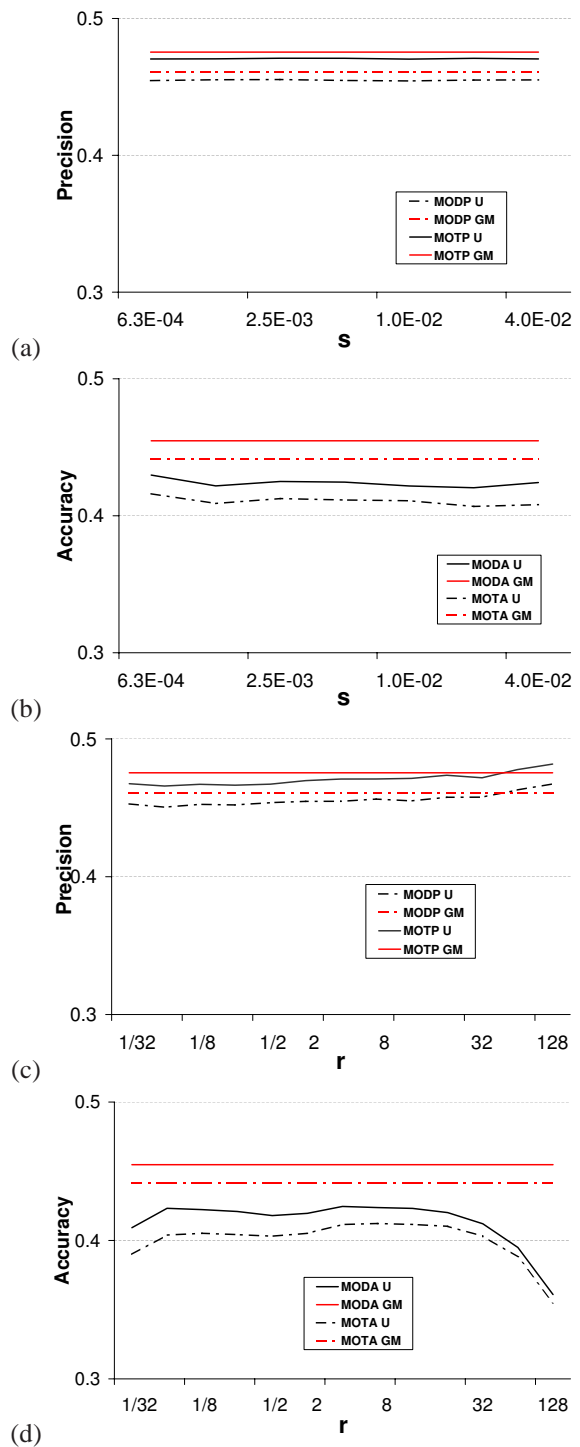 0.5
0.4
0.3
Precision
MODP U
MODP GM
MOTP U
MOTP GM
6.3E-04 2.5E-03 1.0E-02 4.0E-02
s
(a)
0.5
0.4
0.3
Accuracy
MODA U
MODA GM
MOTA U
MOTA GM
6.3E-04 2.5E-03 1.0E-02 4.0E-02
s
(b)
0.5
0.4
0.3
Precision
MODP U
MODP GM
MOTP U
MOTP GM
1/32 1/8 1/2 2 8 32 128
r
(c)
0.5
0.4
0.3
Accuracy
MODA U
MODA GM
MOTA U
MOTA GM
1/32 1/8 1/2 2 8 32 128
r
(d)